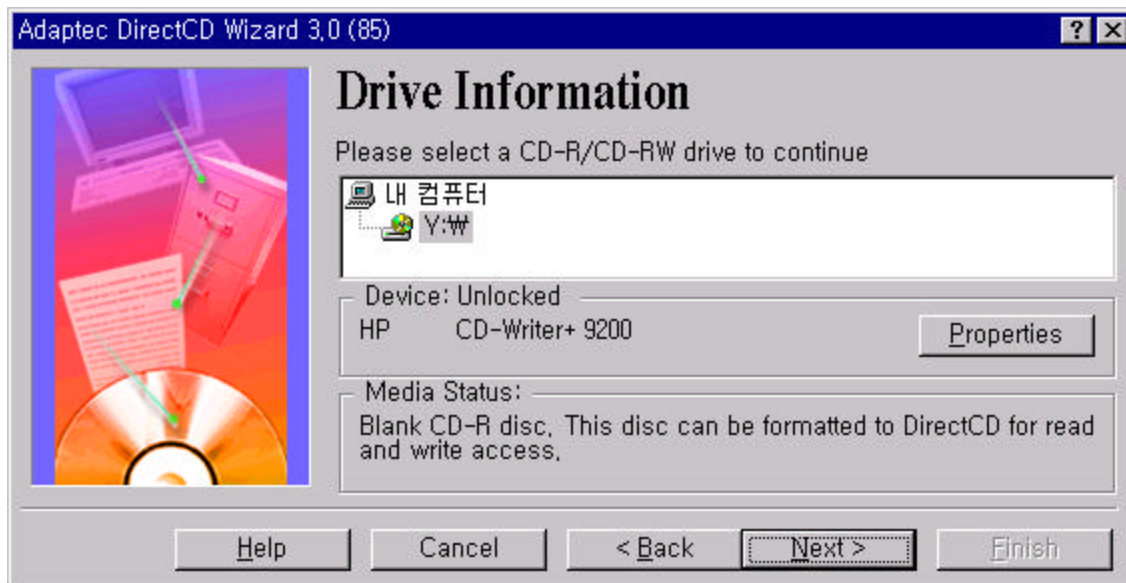 Adaptec DirectCD Wizard 3,0 (85)
Drive Information
Please select a CD-R/CD-RW drive to continue
내 컴퓨터
Y:₩
Device: Unlocked
HP CD-Writer+ 9200
Properties
Media Status:
Blank CD-R disc, This disc can be formatted to DirectCD for read
and write access,
Help Cancel < Back Next > Finish